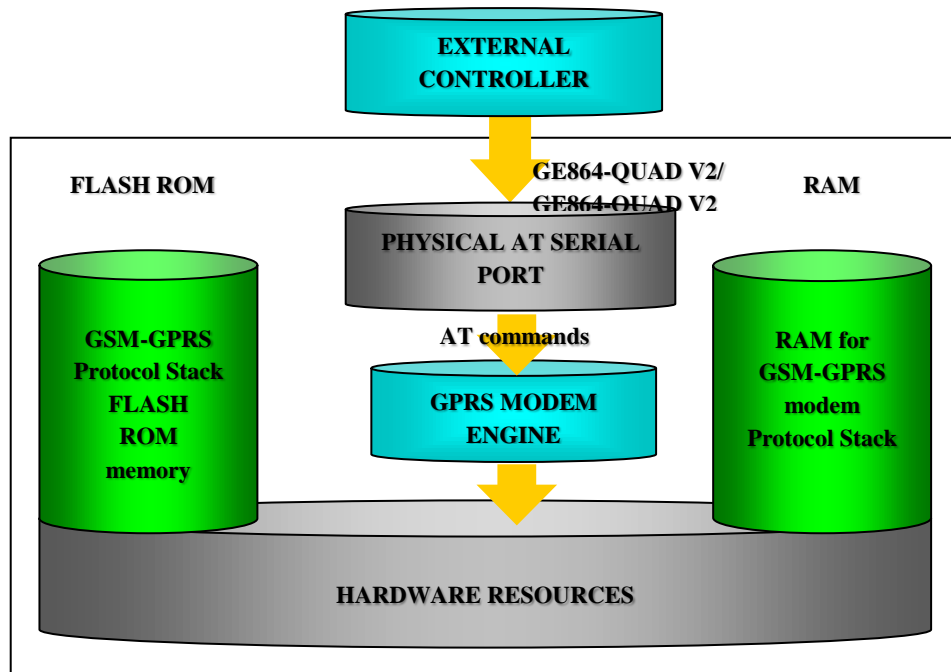 EXTERNAL
CONTROLLER
FLASH ROM
GE864-QUAD V2/
GE864-QUAD V2
RAM
PHYSICAL AT SERIAL
PORT
AT commands
GSM-GPRS
Protocol Stack
FLASH
ROM
memory
GPRS MODEM
ENGINE
RAM for
GSM-GPRS
modem
Protocol Stack
HARDWARE RESOURCES